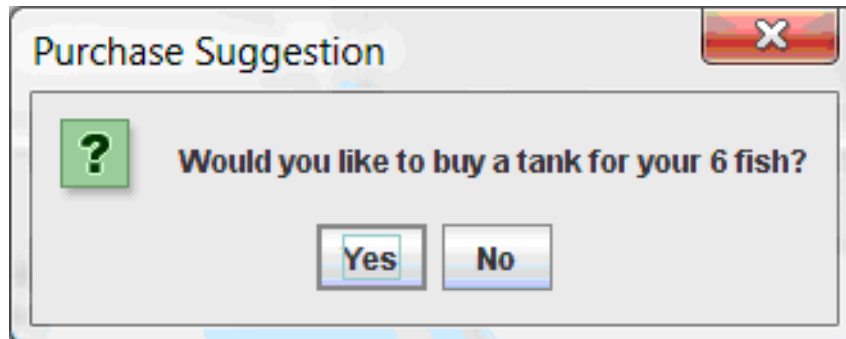 Purchase Suggestion
?
Would you like to buy a tank for your 6 fish?
Yes No